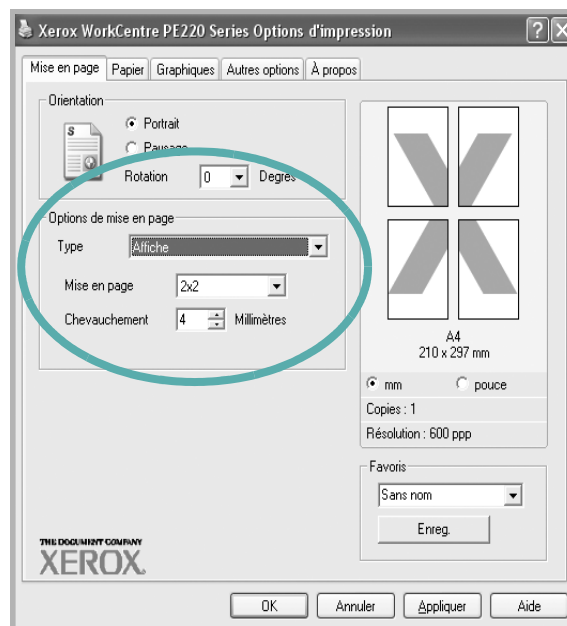 Xerox WorkCentre PE220 Series Options d'impression
Mise en page Papier Graphiques Autres options À propos
Orientation
S
Portrait
Paysage
Rotation 0 Degrés
Options de mise en page
Type Affiche
Mise en page 2x2
Chevauchement 4 Millimètres
A4
210 x 297 mm
mm pouce
Copies : 1
Résolution : 600 ppp
Favoris
Sans nom
Enreg.
THE DOCUMENT COMPANY
XEROX
OK Annuler Appliquer Aide